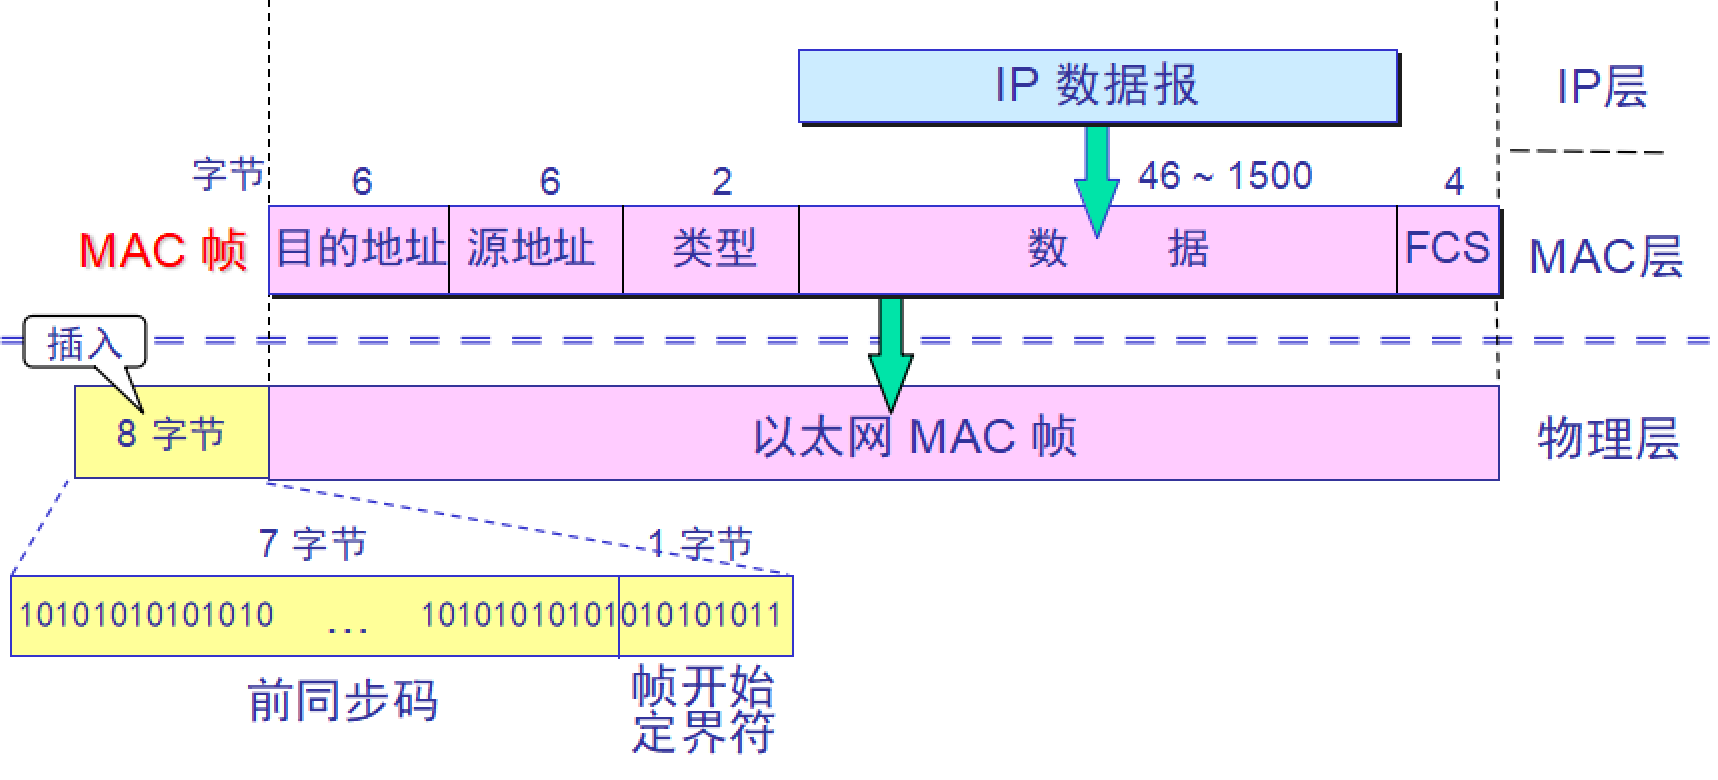 IP 数据报
IP层
字节 6 6 2 46 ~ 1500 4
MAC 帧 目的地址 源地址 类型 数 据 FCS MAC层
插入
8 字节 以太网 MAC 帧 物理层
7 字节 1 字节
10101010101010 ... 10101010101010101011
前同步码 帧开始
定界符